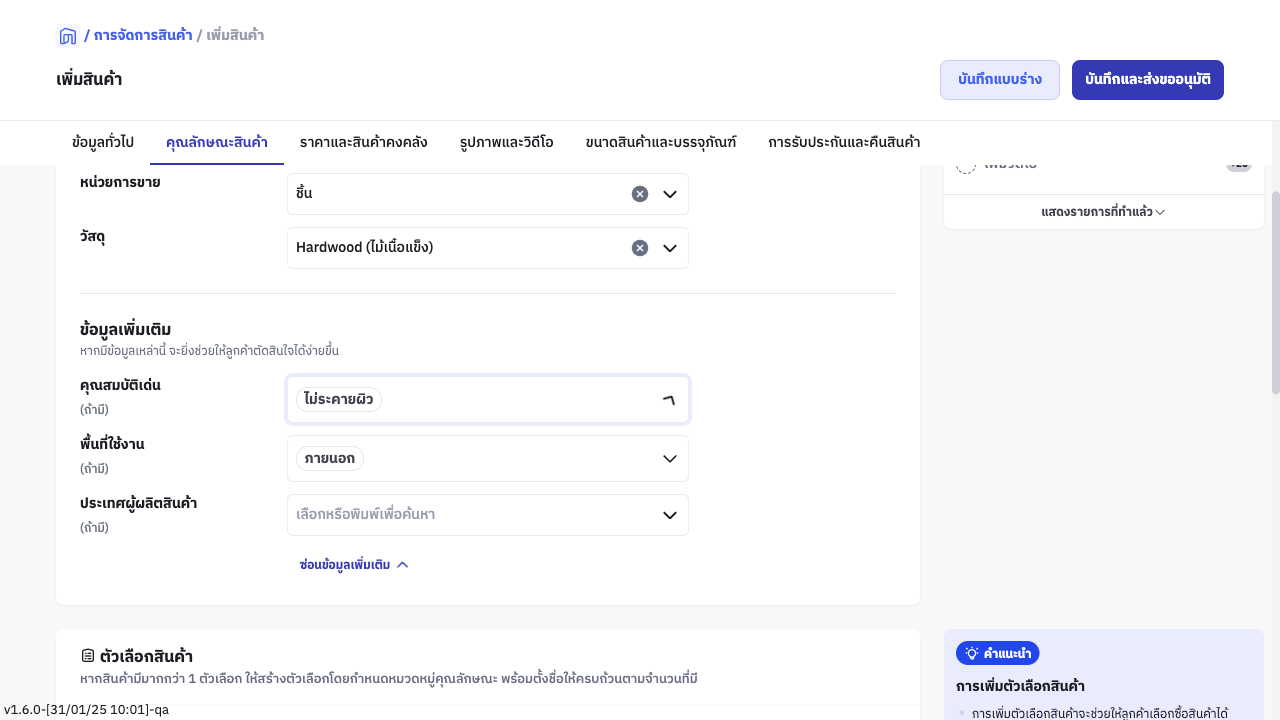 / การจัดการสินค้า / เพิ่มสินค้า
เพิ่มสินค้า
บันทึกแบบร่าง
บันทึกและส่งขออนุมัติ
ข้อมูลทั่วไป
คุณลักษณะสินค้า
ราคาและสินค้าคงคลัง
รูปภาพและวิดีโอ
ขนาดสินค้าและบรรจุภัณฑ์
การรับประกันและคืนสินค้า
หน่วยการขาย
ชิ้น
แสดงรายการที่ทำแล้ว
วัสดุ
Hardwood (ไม้เนื้อแข็ง)
ข้อมูลเพิ่มเติม
หากมีข้อมูลเหล่านี้ จะยิ่งช่วยให้ลูกค้าตัดสินใจได้ง่ายขึ้น
คุณสมบัติเด่น
(ถ้ามี)
ไม่ระคายผิว
พื้นที่ใช้งาน
(ถ้ามี)
ภายนอก
ประเทศผู้ผลิตสินค้า
(ถ้ามี)
เลือกหรือพิมพ์เพื่อค้นหา
ซ่อนข้อมูลเพิ่มเติม
ตัวเลือกสินค้า
หากสินค้ามีมากกว่า 1 ตัวเลือก ให้สร้างตัวเลือกโดยกำหนดหมวดหมู่คุณลักษณะ พร้อมตั้งชื่อให้ครบถ้วนตามจำนวนที่มี
คำแนะนำ
การเพิ่มตัวเลือกสินค้า
การเพิ่มตัวเลือกสินค้าจะช่วยให้ลูกค้าเลือกซื้อสินค้าได้
v1.6.0-[31/01/25 10:01]-qa